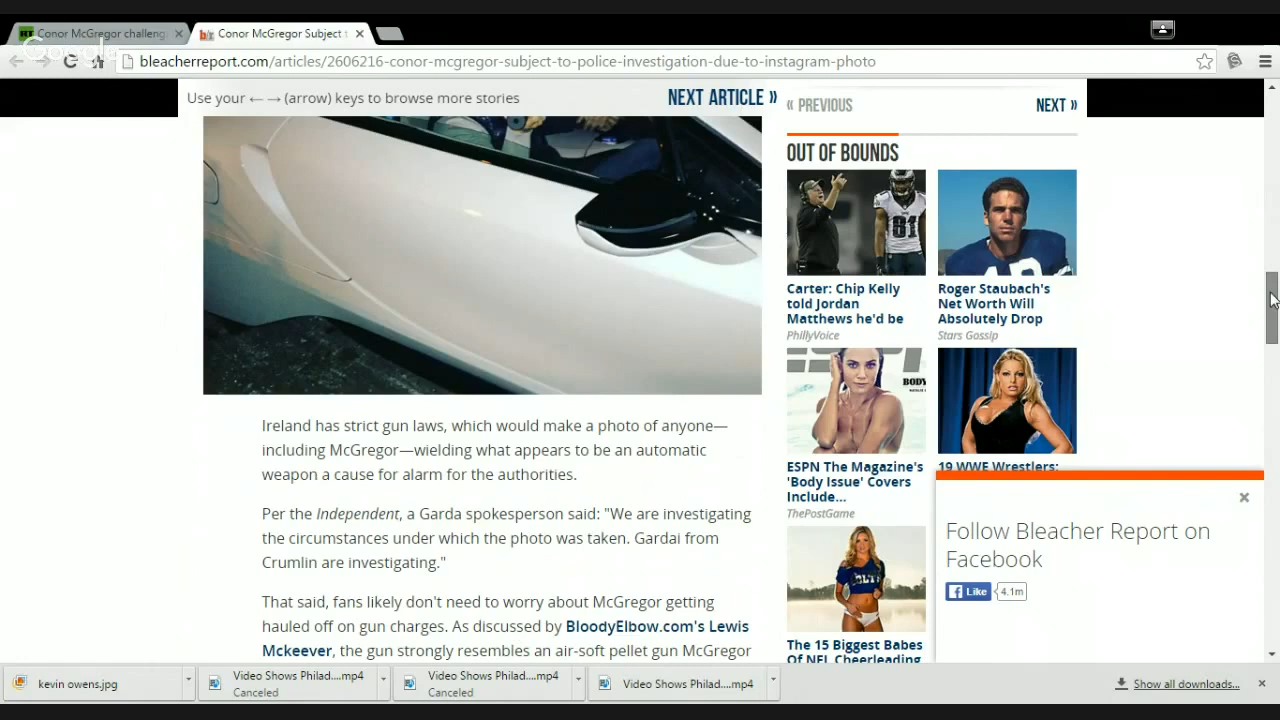 Conor McGregor challeng
Conor McGregor Subject t
Google
bleacherreport.com/articles/2606216-conor-mcgregor-subject-to-police-investigation-due-to-instagram-photo
Use your ← → (arrow) keys to browse more stories
NEXT ARTICLE »
« PREVIOUS
NEXT »
Ireland has strict gun laws, which would make a photo of anyone—
including McGregor—wielding what appears to be an automatic
weapon a cause for alarm for the authorities.
Per the Independent, a Garda spokesperson said: "We are investigating
the circumstances under which the photo was taken. Gardai from
Crumlin are investigating."
That said, fans likely don't need to worry about McGregor getting
hauled off on gun charges. As discussed by BloodyElbow.com's Lewis
Mckeever, the gun strongly resembles an air-soft pellet gun McGregor
OUT OF BOUNDS
81
Carter: Chip Kelly
told Jordan
Matthews he'd be
PhillyVoice
Roger Staubach's
Net Worth Will
Absolutely Drop
Stars Gossip
BODY
ESPN The Magazine's
'Body Issue' Covers
Include...
ThePostGame
19 WWE Wrestlers:
The 15 Biggest Babes
Of NFL Cheerleading
Follow Bleacher Report on
Facebook
Like
4.1m
kevin owens.jpg
Video Shows Philad....mp4
Canceled
Video Shows Philad....mp4
Canceled
Video Shows Philad....mp4
Show all downloads...